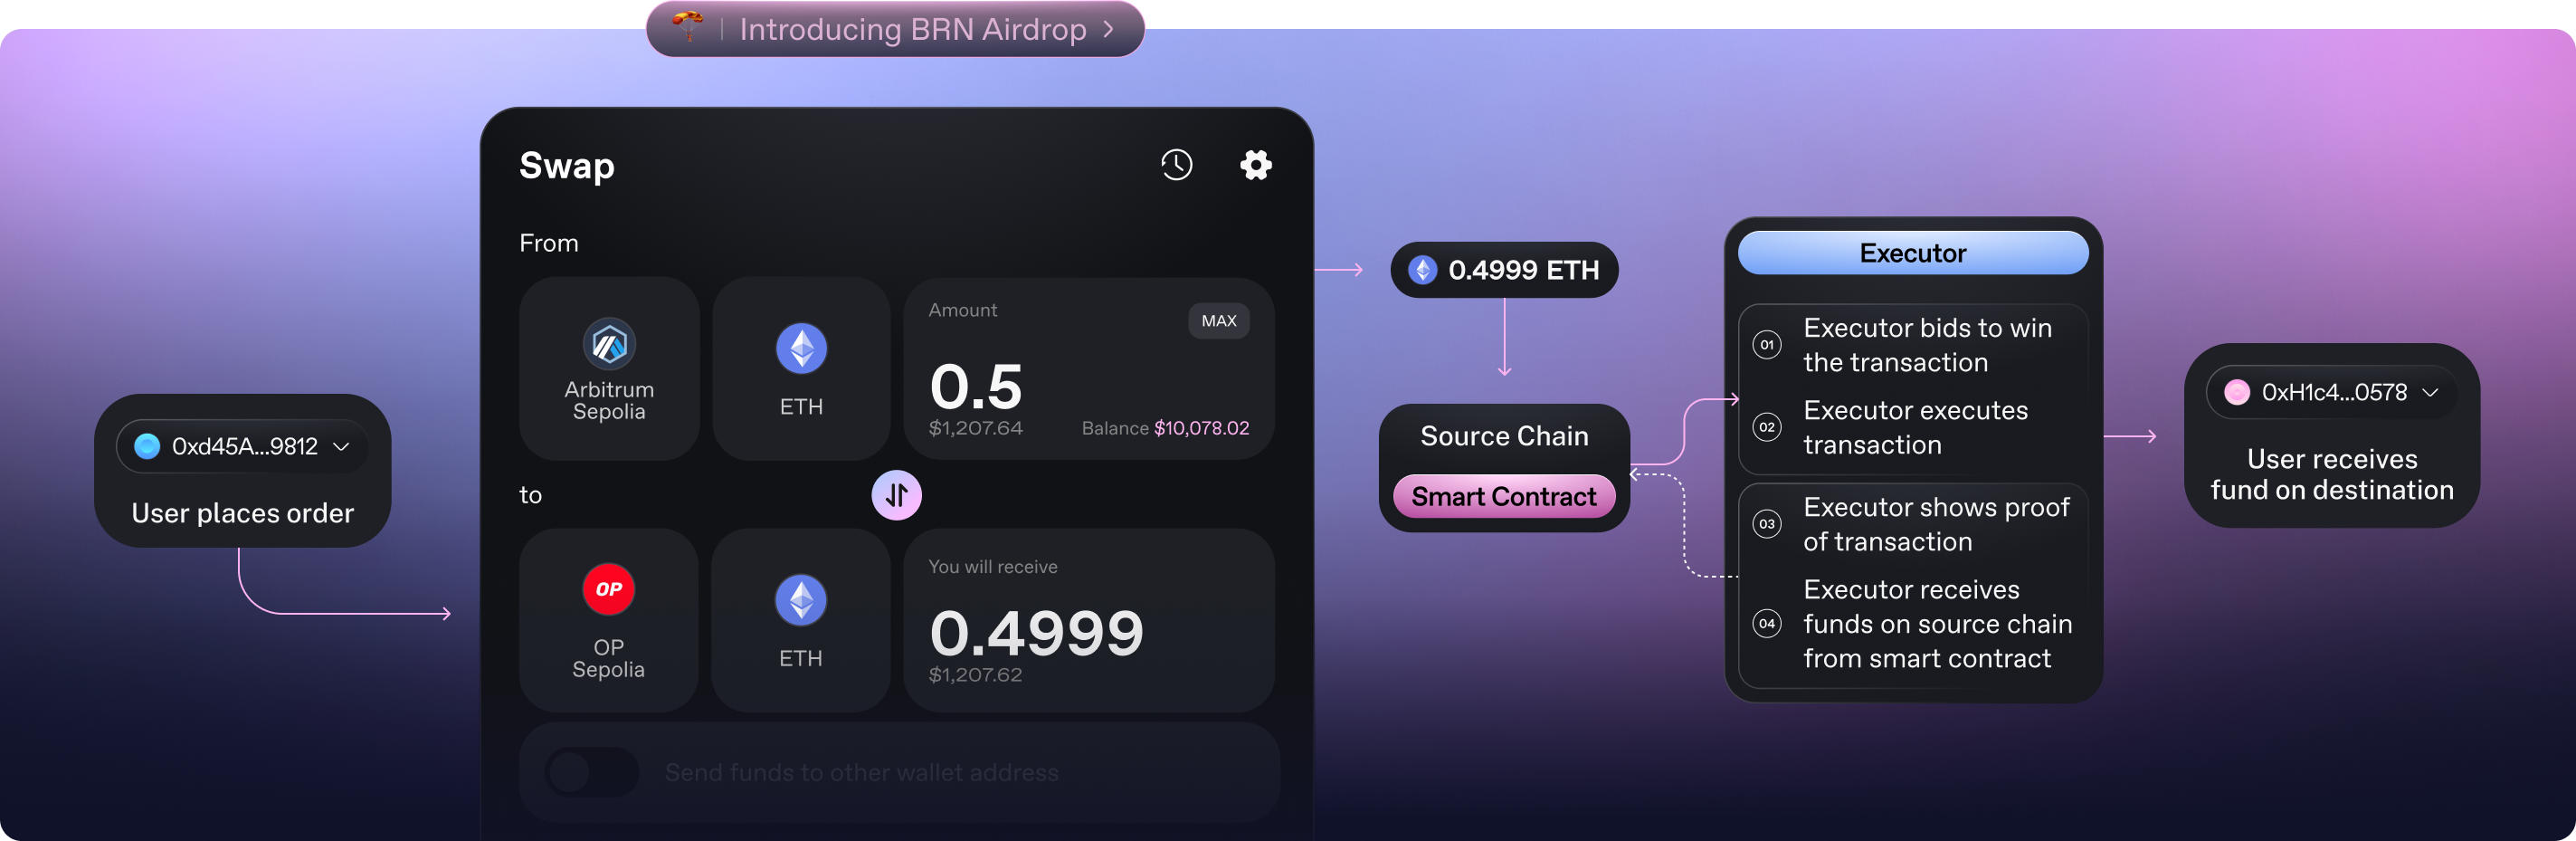 Introducing BRN Airdrop
0xd45A...9812
User places order
Swap
From
Arbitrum
Sepolia
ETH
Amount
MAX
0.5
$1,207.64
Balance $10,078.02
to
OP
OP
Sepolia
ETH
You will receive
0.4999
$1,207.62
Send funds to other wallet address
0.4999 ETH
Source Chain
Smart Contract
Executor
01
Executor bids to win
the transaction
02
Executor executes
transaction
03
Executor shows proof
of transaction
04
Executor receives
funds on source chain
from smart contract
0xH1c4...0578
User receives
fund on destination